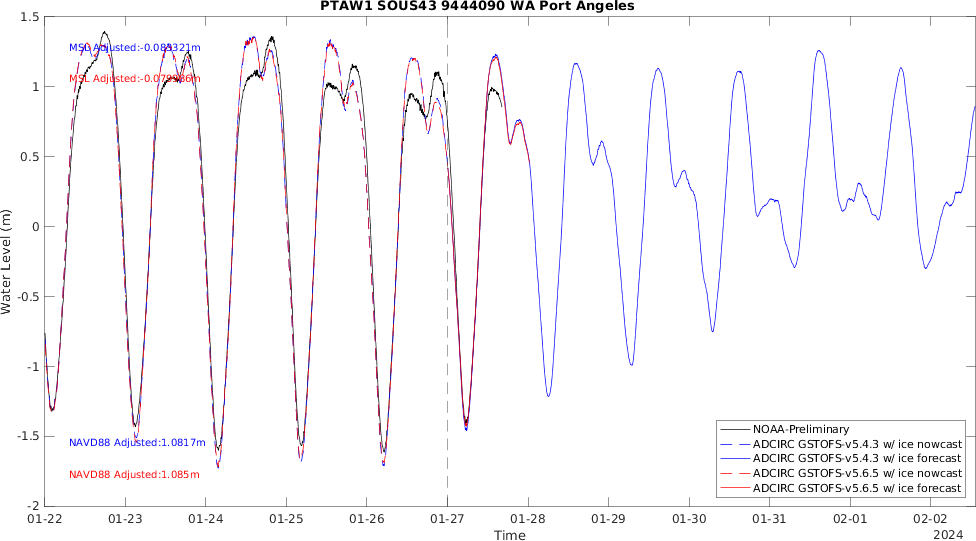 PTAW1 SOUS43 9444090 WA Port Angeles
Water Level (m)
1.5
1
0.5
0
-0.5
-1
-1.5
-2
MSL Adjusted:-0.083321m
MSL
NAVD88 Adjusted:1.0817m
NAVD88 Adjusted:1.085m
NOAA-Preliminary
ADCIRC GSTOFS-v5.4.3 w/ ice nowcast
ADCIRC GSTOFS-v5.4.3 w/ ice forecast
ADCIRC GSTOFS-v5.6.5 w/ ice nowcast
ADCIRC GSTOFS-v5.6.5 w/ ice forecast
01-22 01-23 01-24 01-25 01-26 01-27 01-28 01-29 01-30 01-31 02-01 02-02
2024
Time